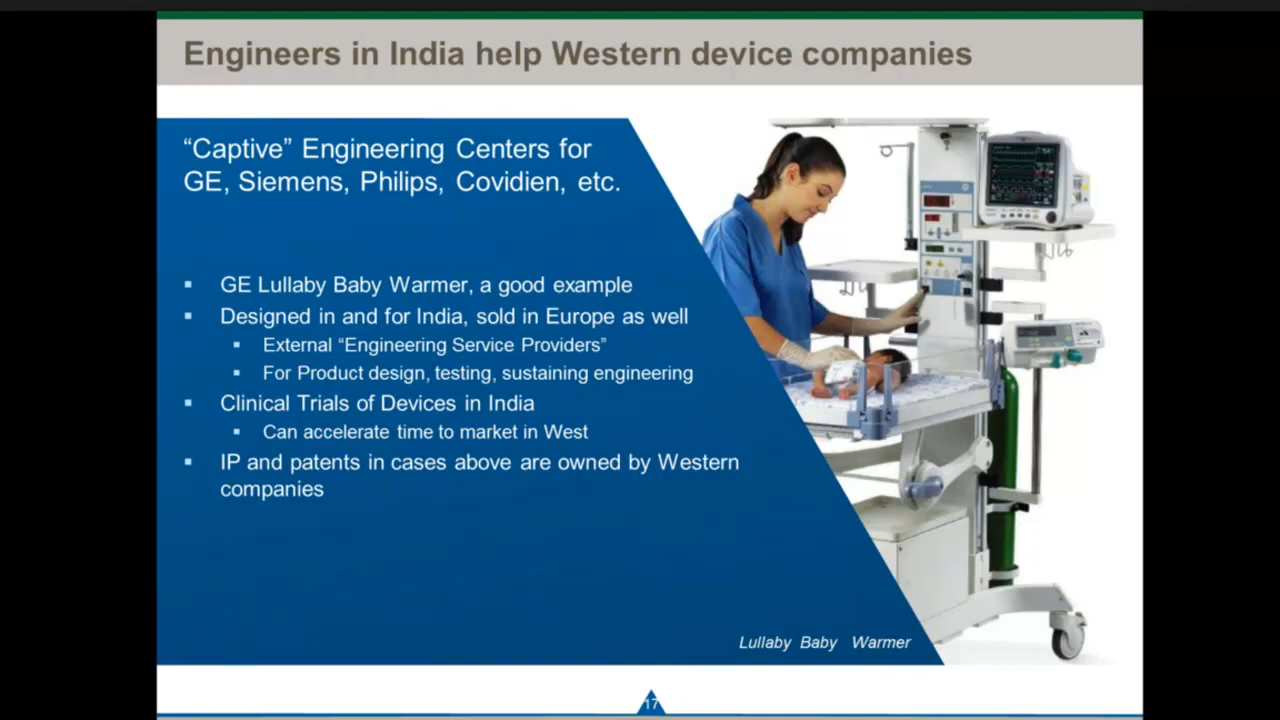 Engineers in India help Western device companies
“Captive” Engineering Centers for
GE, Siemens, Philips, Covidien, etc.
▪ GE Lullaby Baby Warmer, a good example
▪ Designed in and for India, sold in Europe as well
▪ External “Engineering Service Providers”
▪ For Product design, testing, sustaining engineering
▪ Clinical Trials of Devices in India
▪ Can accelerate time to market in West
▪ IP and patents in cases above are owned by Western
companies
Lullaby Baby Warmer
17